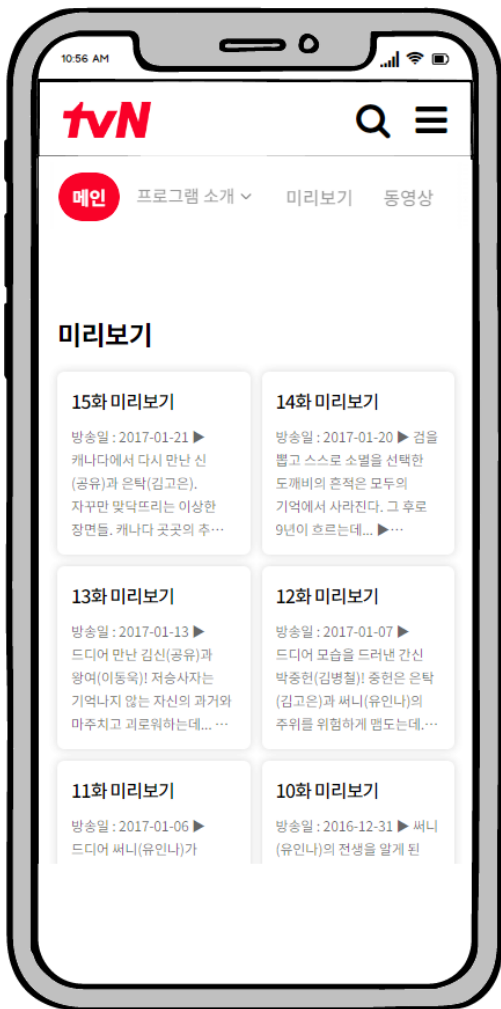 10:56 AM
tvN
메인 프로그램 소개 미리보기 동영상
미리보기
15화 미리보기
방송일 : 2017-01-21 ▶
캐나다에서 다시 만난 신
(공유)과 은탁(김고은).
자꾸만 맞닥뜨리는 이상한
장면들. 캐나다 곳곳의 추…
14화 미리보기
방송일 : 2017-01-20 ▶ 검을
뽑고 스스로 소멸을 선택한
도깨비의 흔적은 모두의
기억에서 사라진다. 그 후로
9년이 흐르는데... ▶…
13화 미리보기
방송일 : 2017-01-13 ▶
드디어 만난 김신(공유)과
왕여(이동욱)! 저승사자는
기억나지 않는 자신의 과거와
마주치고 괴로워하는데... …
12화 미리보기
방송일 : 2017-01-07 ▶
드디어 모습을 드러낸 간신
박중헌(김병철)! 중헌은 은탁
(김고은)과 써니(유인나)의
주위를 위험하게 맴도는데.…
11화 미리보기
방송일 : 2017-01-06 ▶
드디어 써니(유인나)가
10화 미리보기
방송일 : 2016-12-31 ▶ 써니
(유인나)의 전생을 알게 된